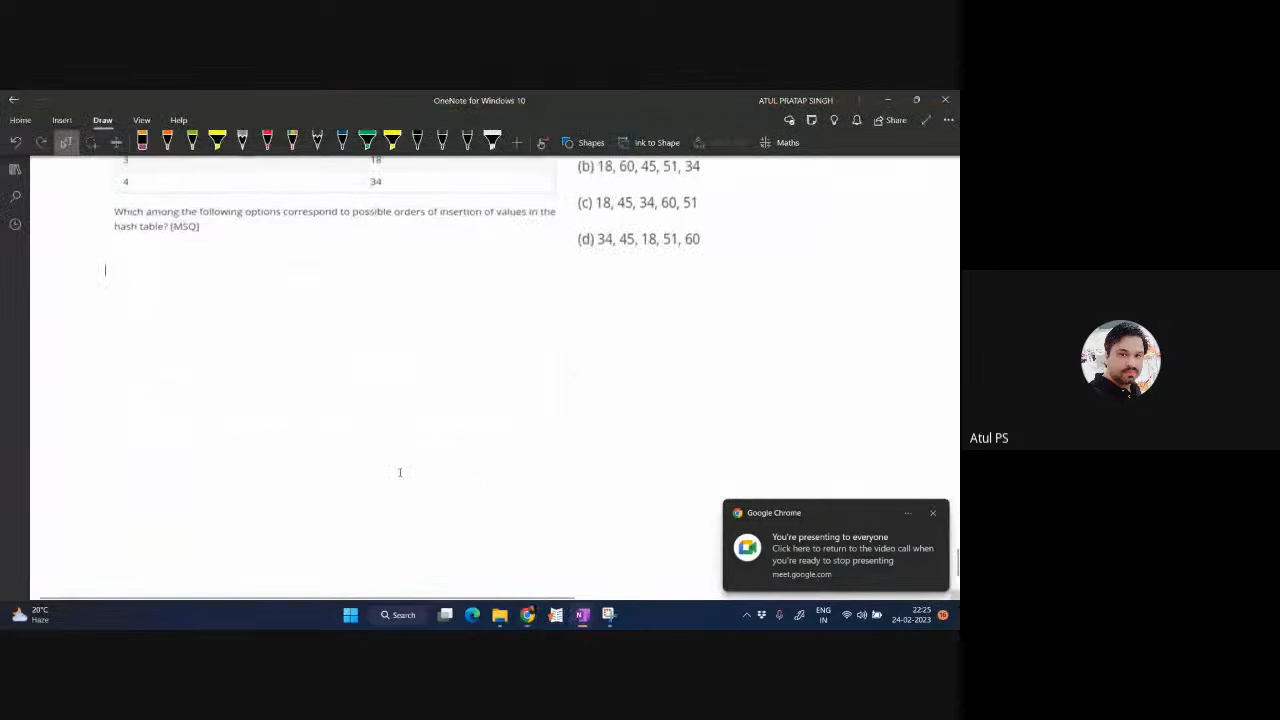 OneNote for Windows 10
ATUL PRATAP SINGH
Home Insert Draw View Help
Share
Shapes
Ink to Shape
Maths
3 18
4 34
Which among the following options correspond to possible orders of insertion of values in the
hash table? [MSQ]
(b) 18, 60, 45, 51, 34
(c) 18, 45, 34, 60, 51
(d) 34, 45, 18, 51, 60
Atul PS
Google Chrome
You're presenting to everyone
Click here to return to the video call when
you're ready to stop presenting
meet.google.com
20°C
Haze
Search
ENG
IN
22:25
24-02-2023